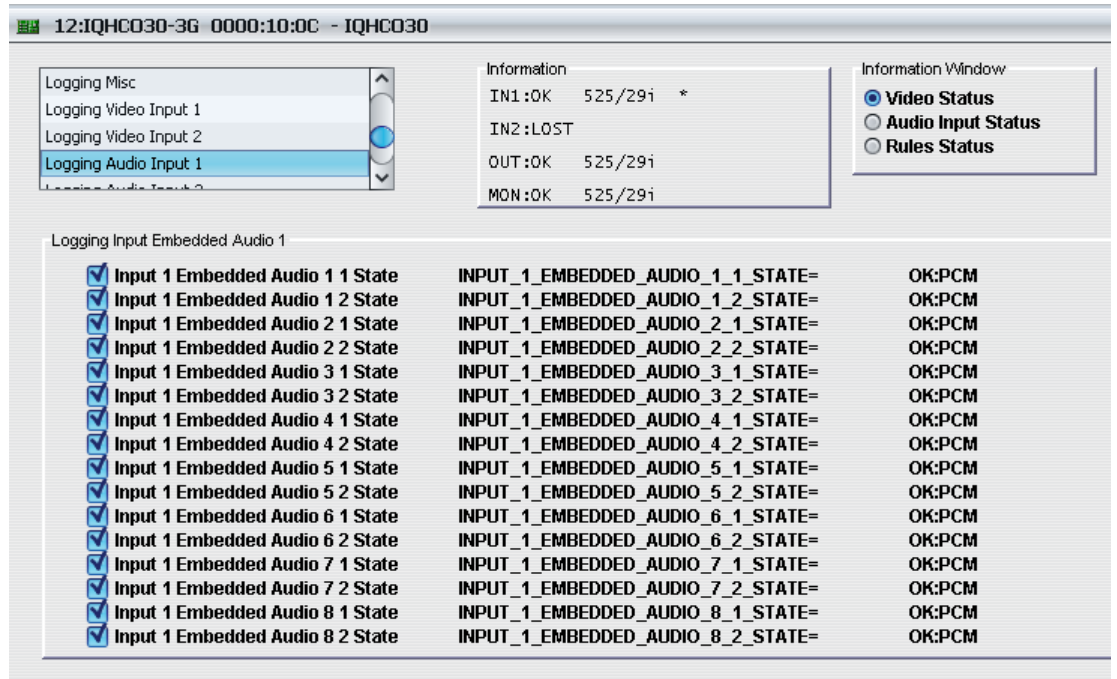 12:IQHCO30-3G 0000:10:0C - IQHCO30
Logging Misc
Logging Video Input 1
Logging Video Input 2
Logging Audio Input 1
Logging Audio Input 2
Information
IN1:OK 525/29i *
IN2:LOST
OUT:OK 525/29i
MON:OK 525/29i
Information Window
Video Status
Audio Input Status
Rules Status
Logging Input Embedded Audio 1
Input 1 Embedded Audio 1 1 State INPUT_1_EMBEDDED_AUDIO_1_1_STATE= OK:PCM
Input 1 Embedded Audio 1 2 State INPUT_1_EMBEDDED_AUDIO_1_2_STATE= OK:PCM
Input 1 Embedded Audio 2 1 State INPUT_1_EMBEDDED_AUDIO_2_1_STATE= OK:PCM
Input 1 Embedded Audio 2 2 State INPUT_1_EMBEDDED_AUDIO_2_2_STATE= OK:PCM
Input 1 Embedded Audio 3 1 State INPUT_1_EMBEDDED_AUDIO_3_1_STATE= OK:PCM
Input 1 Embedded Audio 3 2 State INPUT_1_EMBEDDED_AUDIO_3_2_STATE= OK:PCM
Input 1 Embedded Audio 4 1 State INPUT_1_EMBEDDED_AUDIO_4_1_STATE= OK:PCM
Input 1 Embedded Audio 4 2 State INPUT_1_EMBEDDED_AUDIO_4_2_STATE= OK:PCM
Input 1 Embedded Audio 5 1 State INPUT_1_EMBEDDED_AUDIO_5_1_STATE= OK:PCM
Input 1 Embedded Audio 5 2 State INPUT_1_EMBEDDED_AUDIO_5_2_STATE= OK:PCM
Input 1 Embedded Audio 6 1 State INPUT_1_EMBEDDED_AUDIO_6_1_STATE= OK:PCM
Input 1 Embedded Audio 6 2 State INPUT_1_EMBEDDED_AUDIO_6_2_STATE= OK:PCM
Input 1 Embedded Audio 7 1 State INPUT_1_EMBEDDED_AUDIO_7_1_STATE= OK:PCM
Input 1 Embedded Audio 7 2 State INPUT_1_EMBEDDED_AUDIO_7_2_STATE= OK:PCM
Input 1 Embedded Audio 8 1 State INPUT_1_EMBEDDED_AUDIO_8_1_STATE= OK:PCM
Input 1 Embedded Audio 8 2 State INPUT_1_EMBEDDED_AUDIO_8_2_STATE= OK:PCM